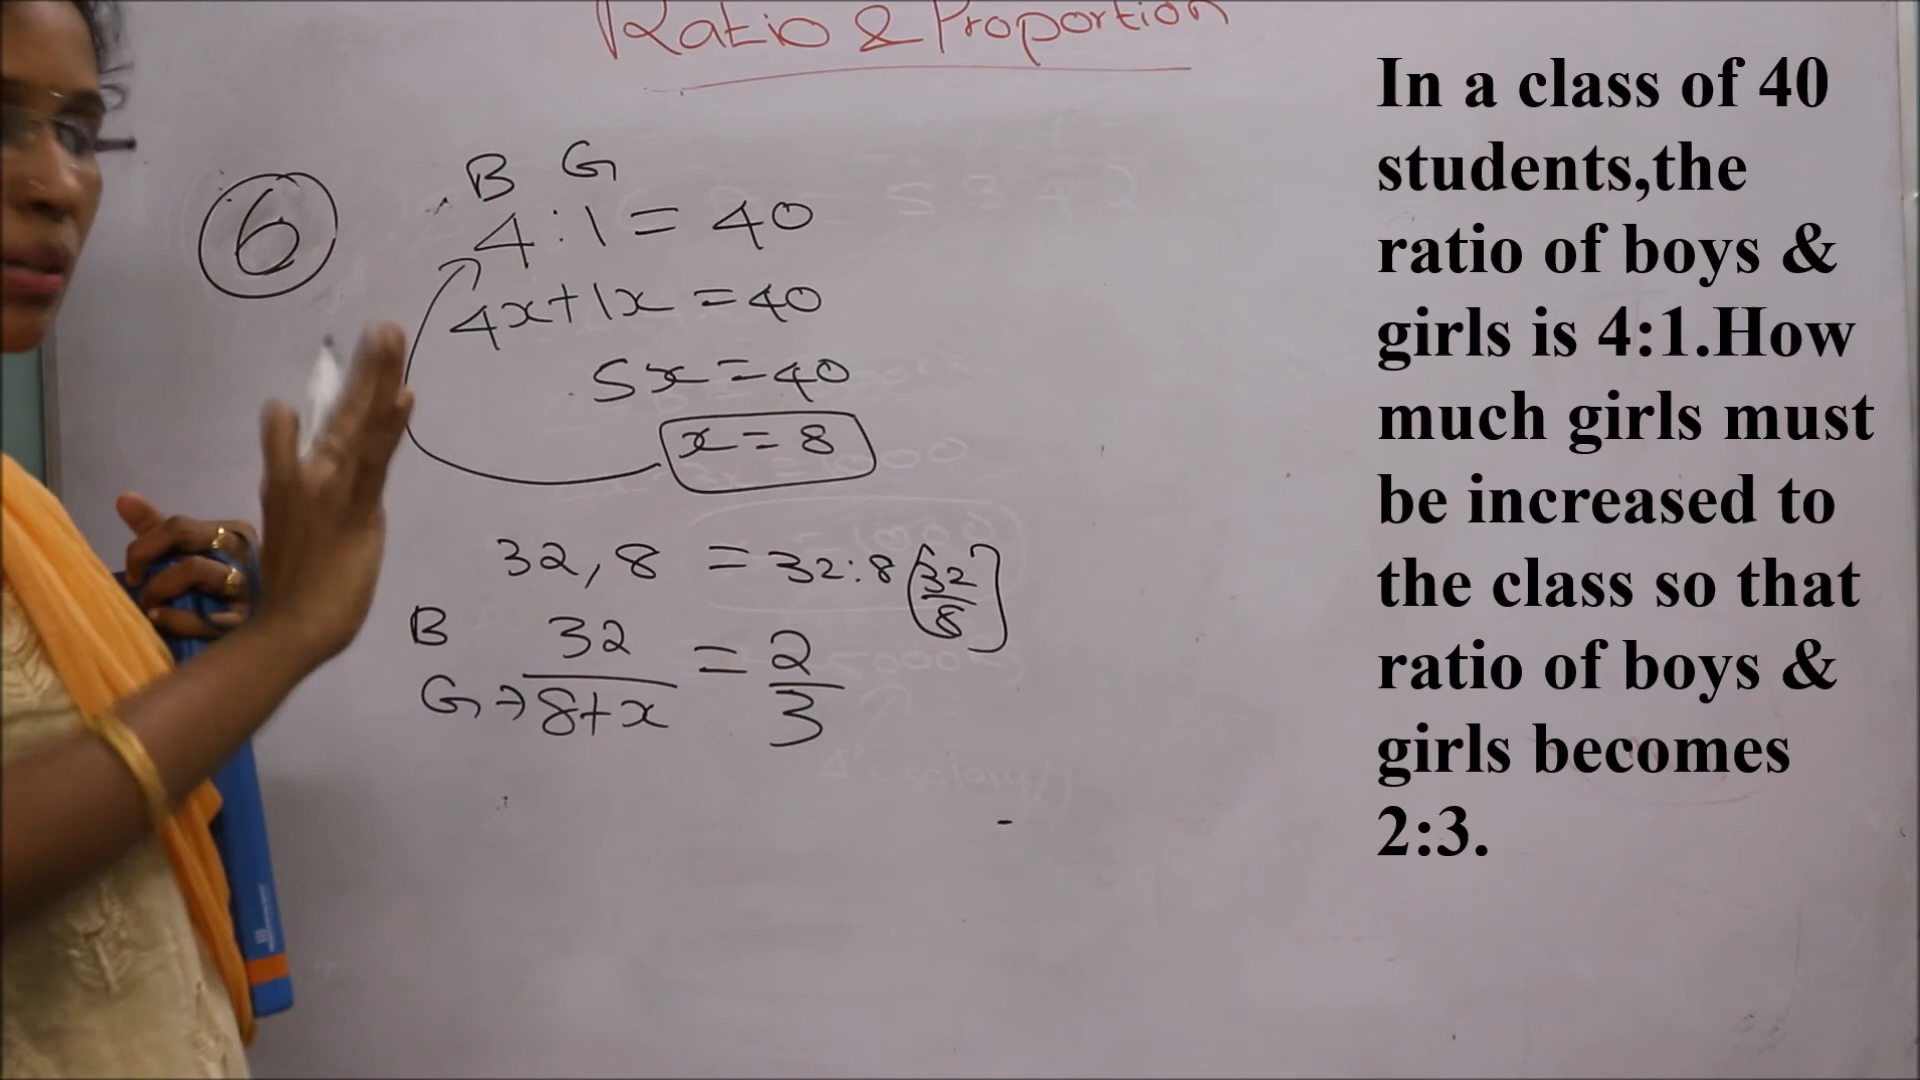 Ratio & Proportion
6
B G
4:1=40
4x+1x=40
5x=40
x=8
32,8 =32:8[32/8]
B 32/ = 2/
G→8+x 3
In a class of 40
students,the
ratio of boys &
girls is 4:1.How
much girls must
be increased to
the class so that
ratio of boys &
girls becomes
2:3.